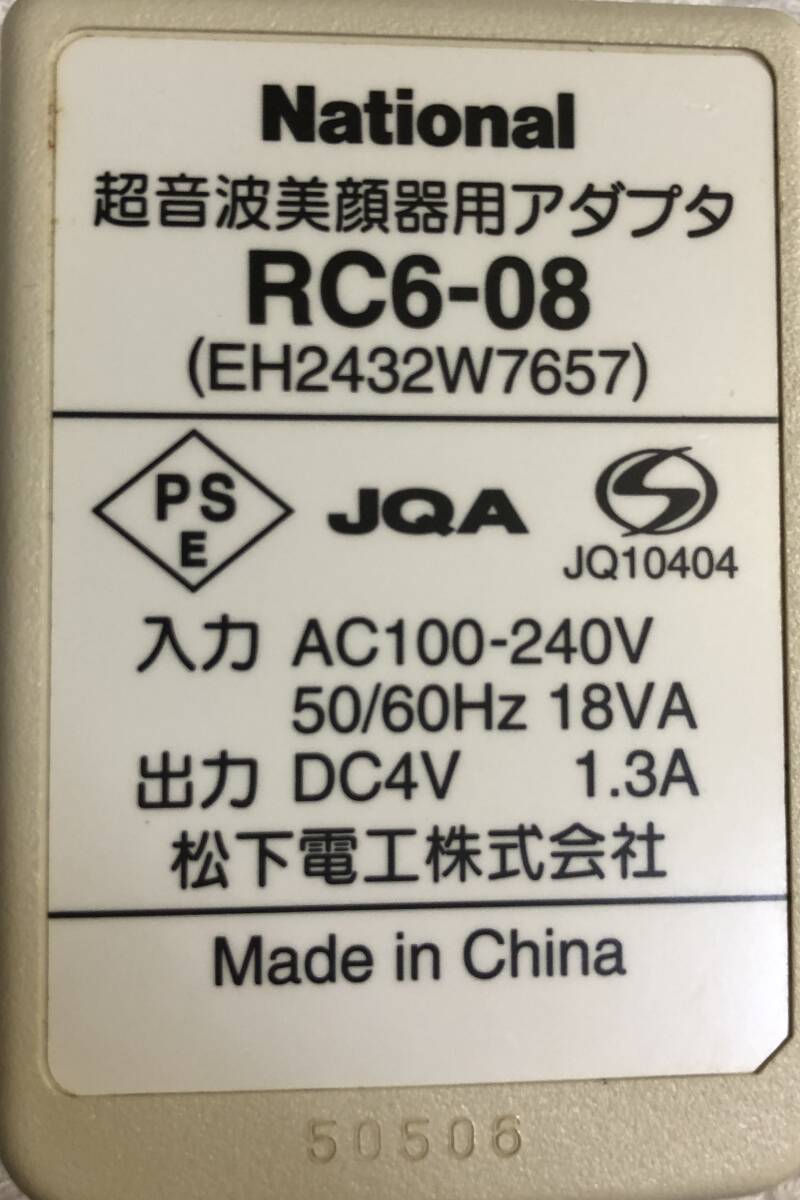 National
超音波美顔器用アダプタ
RC6-08
(EH2432W7657)
PS
E
JQA
JQ10404
入力 AC100-240V
50/60Hz 18VA
出力 DC4V 1.3A
松下電工株式会社
Made in China
50506